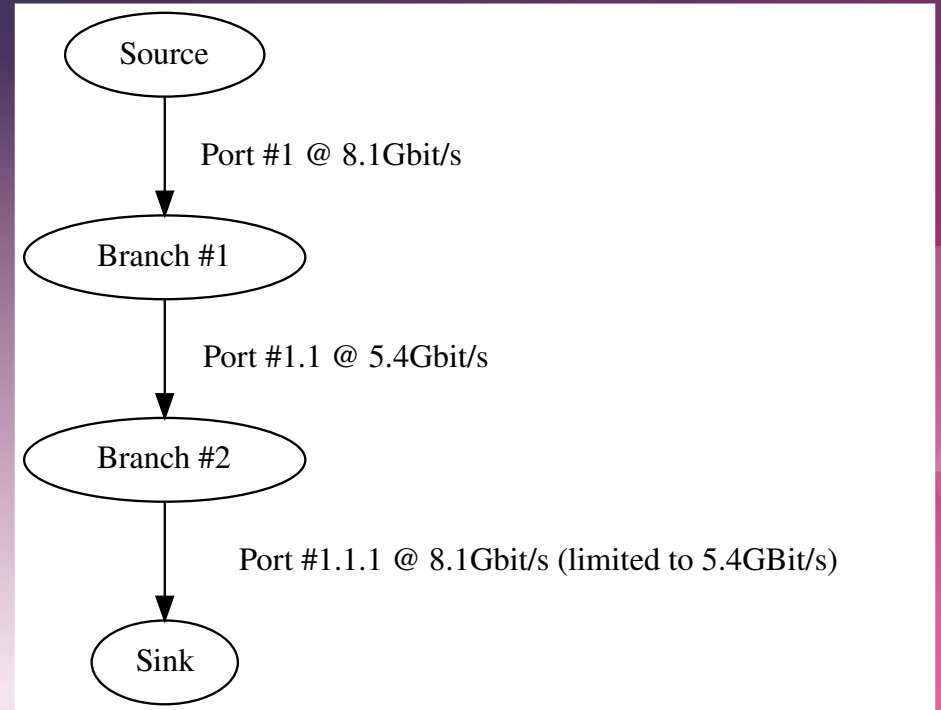 Source
Port #1 @ 8.1Gbit/s
Branch #1
Port #1.1 @ 5.4Gbit/s
Branch #2
Port #1.1.1 @ 8.1Gbit/s (limited to 5.4GBit/s)
Sink